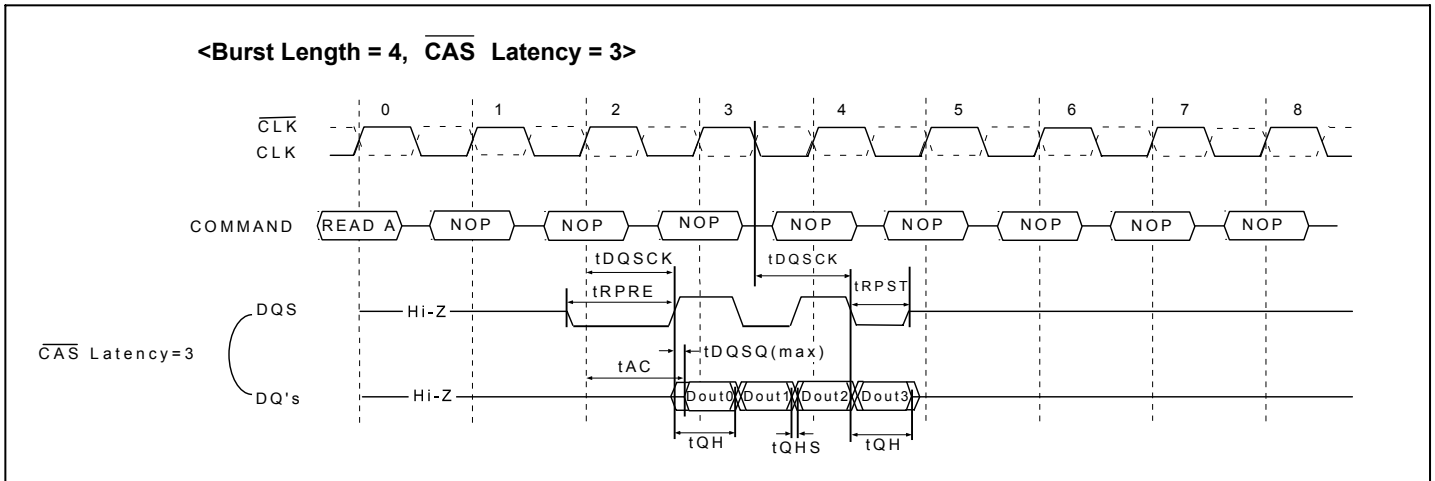 <Burst Length = 4, CAS Latency = 3>
0 1 2 3 4 5 6 7 8
CLK
CLK
COMMAND READ A NOP NOP NOP NOP NOP NOP NOP NOP
tDQSCK tDQSCK
tRPRE tRPST
DQS Hi-Z
CAS Latency=3
tDQSQ(max)
tAC
DQ's Hi-Z Dout0 Dout1 Dout2 Dout3
tQH tQHS tQH